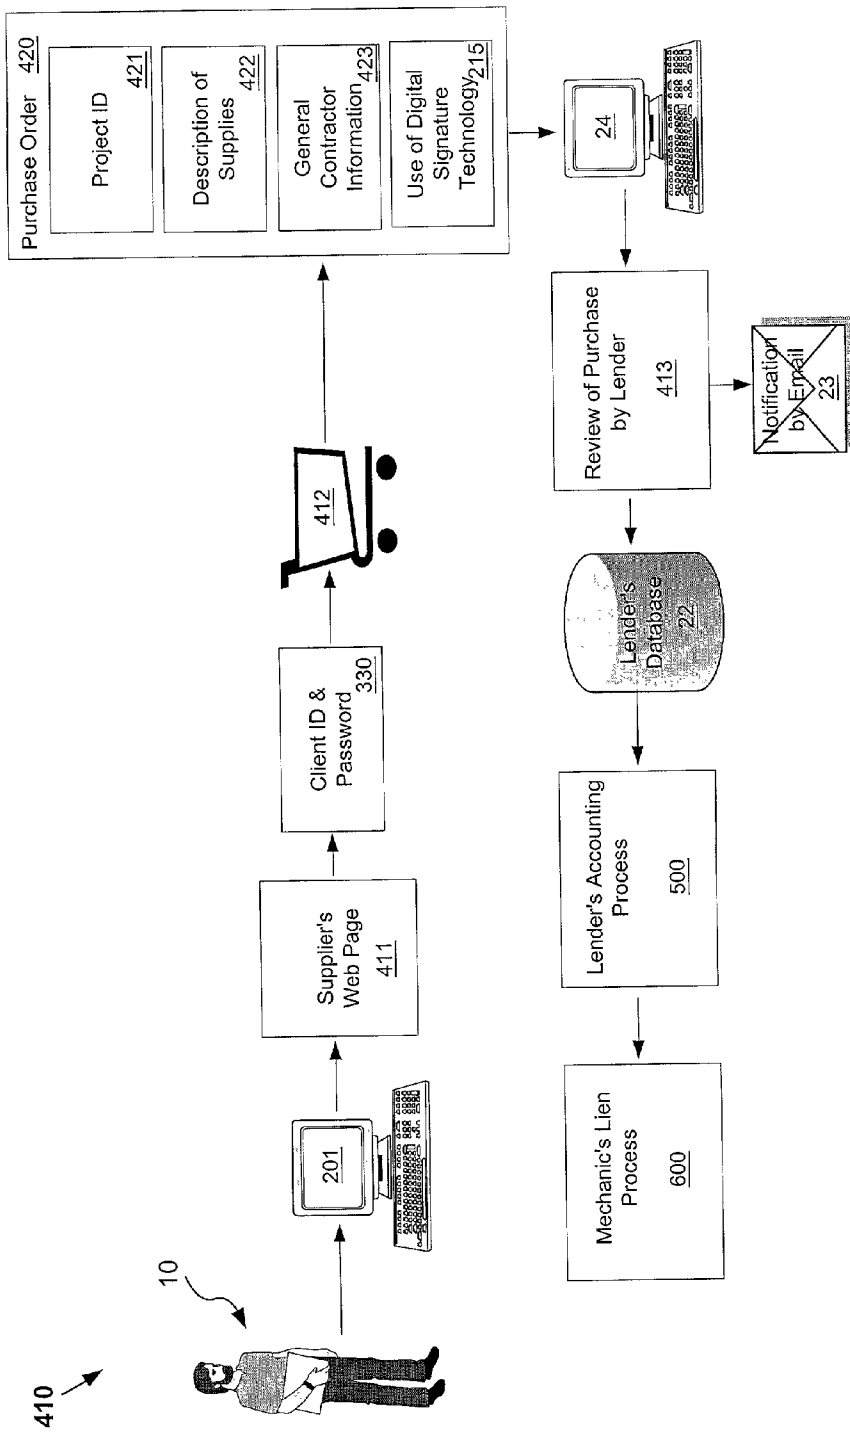 410
10
201
Supplier's
Web Page
411
Client ID &
Password
330
412
Purchase Order 420
Project ID
421
Description of
Supplies
422
General
Contractor
Information
423
Use of Digital
Signature
Technology
215
24
Review of Purchase
by Lender
413
Notification
by Email
23
Lender's
Database
22
Lender's Accounting
Process
500
Mechanic's Lien
Process
600